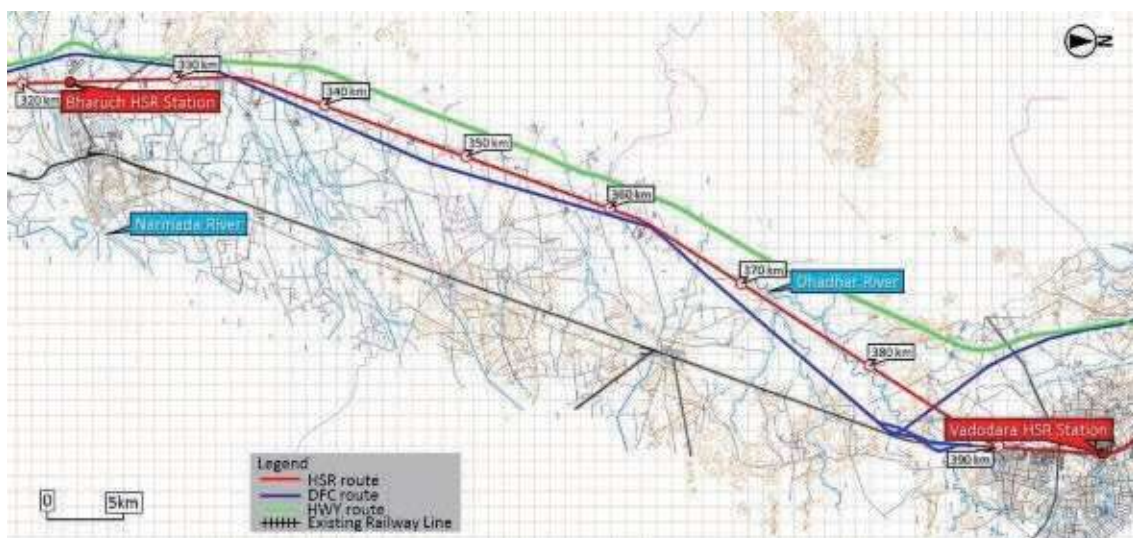 N
330 km
320 km
Bharuch HSR Station
340 km
350 km
360 km
Narmada River
370 km
Dhadhar River
380 km
Vadodara HSR Station
390 km
Legend
HSR route
DFC route
HWY route
Existing Railway Line
0
5km